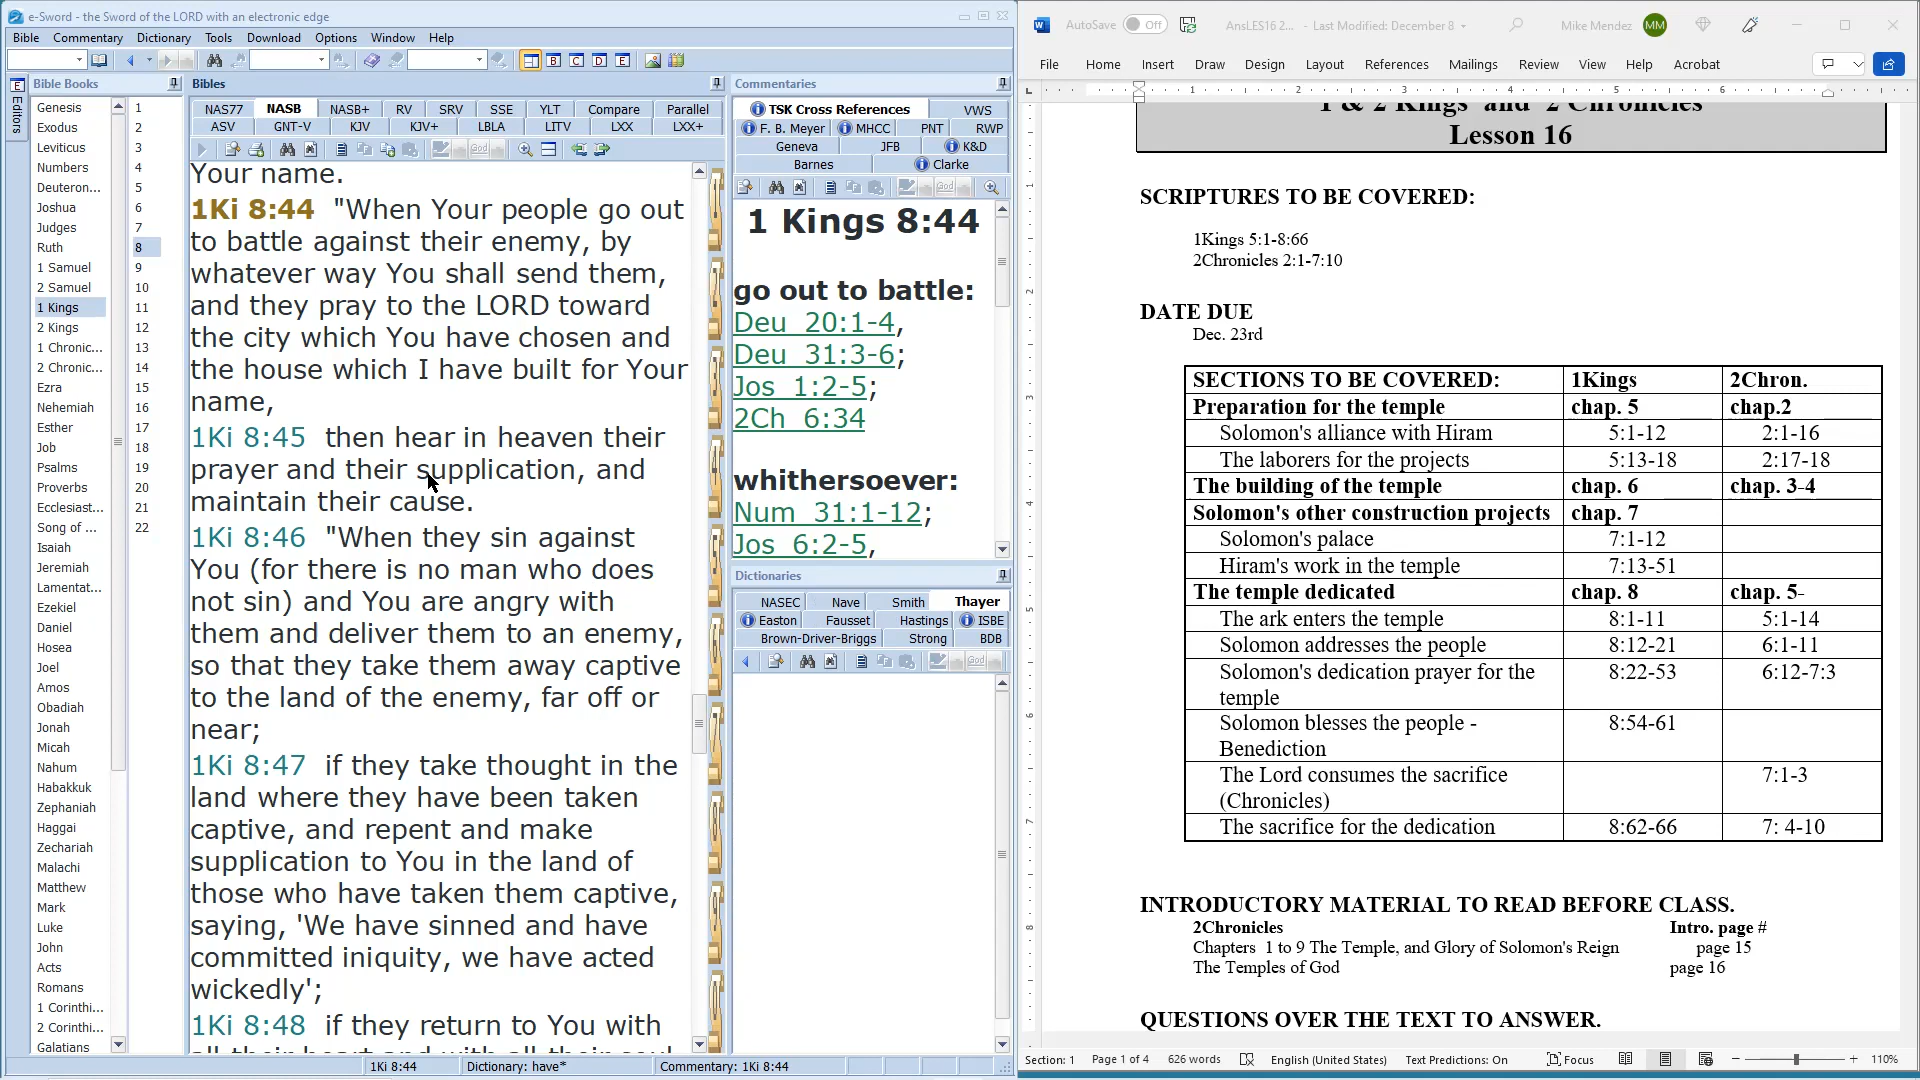 e-Sword - the Sword of the LORD with an electronic edge
Bible Commentary Dictionary Tools Download Options Window Help
B C D E
Editors
Bible Books
Genesis
Exodus
Leviticus
Numbers
Deuteron...
Joshua
Judges
Ruth
1 Samuel
2 Samuel
1 Kings
2 Kings
1 Chronic...
2 Chronic...
Ezra
Nehemiah
Esther
Job
Psalms
Proverbs
Ecclesiast...
Song of ...
Isaiah
Jeremiah
Lamentat...
Ezekiel
Daniel
Hosea
Joel
Amos
Obadiah
Jonah
Micah
Nahum
Habakkuk
Zephaniah
Haggai
Zechariah
Malachi
Matthew
Mark
Luke
John
Acts
Romans
1 Corinthi...
2 Corinthi...
Galatians
1
2
3
4
5
6
7
8
9
10
11
12
13
14
15
16
17
18
19
20
21
22
Bibles
NAS77 NASB NASB+ RV SRV SSE YLT Compare Parallel
ASV GNT-V KJV KJV+ LBLA LITV LXX LXX+
God
Your name.
1Ki 8:44 "When Your people go out
to battle against their enemy, by
whatever way You shall send them,
and they pray to the LORD toward
the city which You have chosen and
the house which I have built for Your
name,
1Ki 8:45 then hear in heaven their
prayer and their supplication, and
maintain their cause.
1Ki 8:46 "When they sin against
You (for there is no man who does
not sin) and You are angry with
them and deliver them to an enemy,
so that they take them away captive
to the land of the enemy, far off or
near;
1Ki 8:47 if they take thought in the
land where they have been taken
captive, and repent and make
supplication to You in the land of
those who have taken them captive,
saying, 'We have sinned and have
committed iniquity, we have acted
wickedly';
1Ki 8:48 if they return to You with
all their heart and with all their soul
Commentaries
TSK Cross References VWS
F. B. Meyer MHCC PNT RWP
Geneva JFB K&D
Barnes Clarke
God
1 Kings 8:44
go out to battle:
Deu 20:1-4,
Deu 31:3-6;
Jos 1:2-5;
2Ch 6:34
whithersoever:
Num 31:1-12;
Jos 6:2-5,
Dictionaries
NASEC Nave Smith Thayer
Easton Fausset Hastings ISBE
Brown-Driver-Briggs Strong BDB
God
1Ki 8:44 Dictionary: have* Commentary: 1Ki 8:44
AutoSave Off AnsLES16 2... - Last Modified: December 8 Mike Mendez MM
File Home Insert Draw Design Layout References Mailings Review View Help Acrobat
1 2 3 4 5 6
1 & 2 Kings and 2 Chronicles
Lesson 16
SCRIPTURES TO BE COVERED:
1Kings 5:1-8:66
2Chronicles 2:1-7:10
DATE DUE
Dec. 23rd
SECTIONS TO BE COVERED: 1Kings 2Chron.
Preparation for the temple chap. 5 chap.2
Solomon's alliance with Hiram 5:1-12 2:1-16
The laborers for the projects 5:13-18 2:17-18
The building of the temple chap. 6 chap. 3-4
Solomon's other construction projects chap. 7
Solomon's palace 7:1-12
Hiram's work in the temple 7:13-51
The temple dedicated chap. 8 chap. 5-
The ark enters the temple 8:1-11 5:1-14
Solomon addresses the people 8:12-21 6:1-11
Solomon's dedication prayer for the 8:22-53 6:12-7:3
temple
Solomon blesses the people - 8:54-61
Benediction
The Lord consumes the sacrifice 7:1-3
(Chronicles)
The sacrifice for the dedication 8:62-66 7: 4-10
INTRODUCTORY MATERIAL TO READ BEFORE CLASS.
2Chronicles Intro. page #
Chapters 1 to 9 The Temple, and Glory of Solomon's Reign page 15
The Temples of God page 16
QUESTIONS OVER THE TEXT TO ANSWER.
Section: 1 Page 1 of 4 626 words English (United States) Text Predictions: On Focus 110%